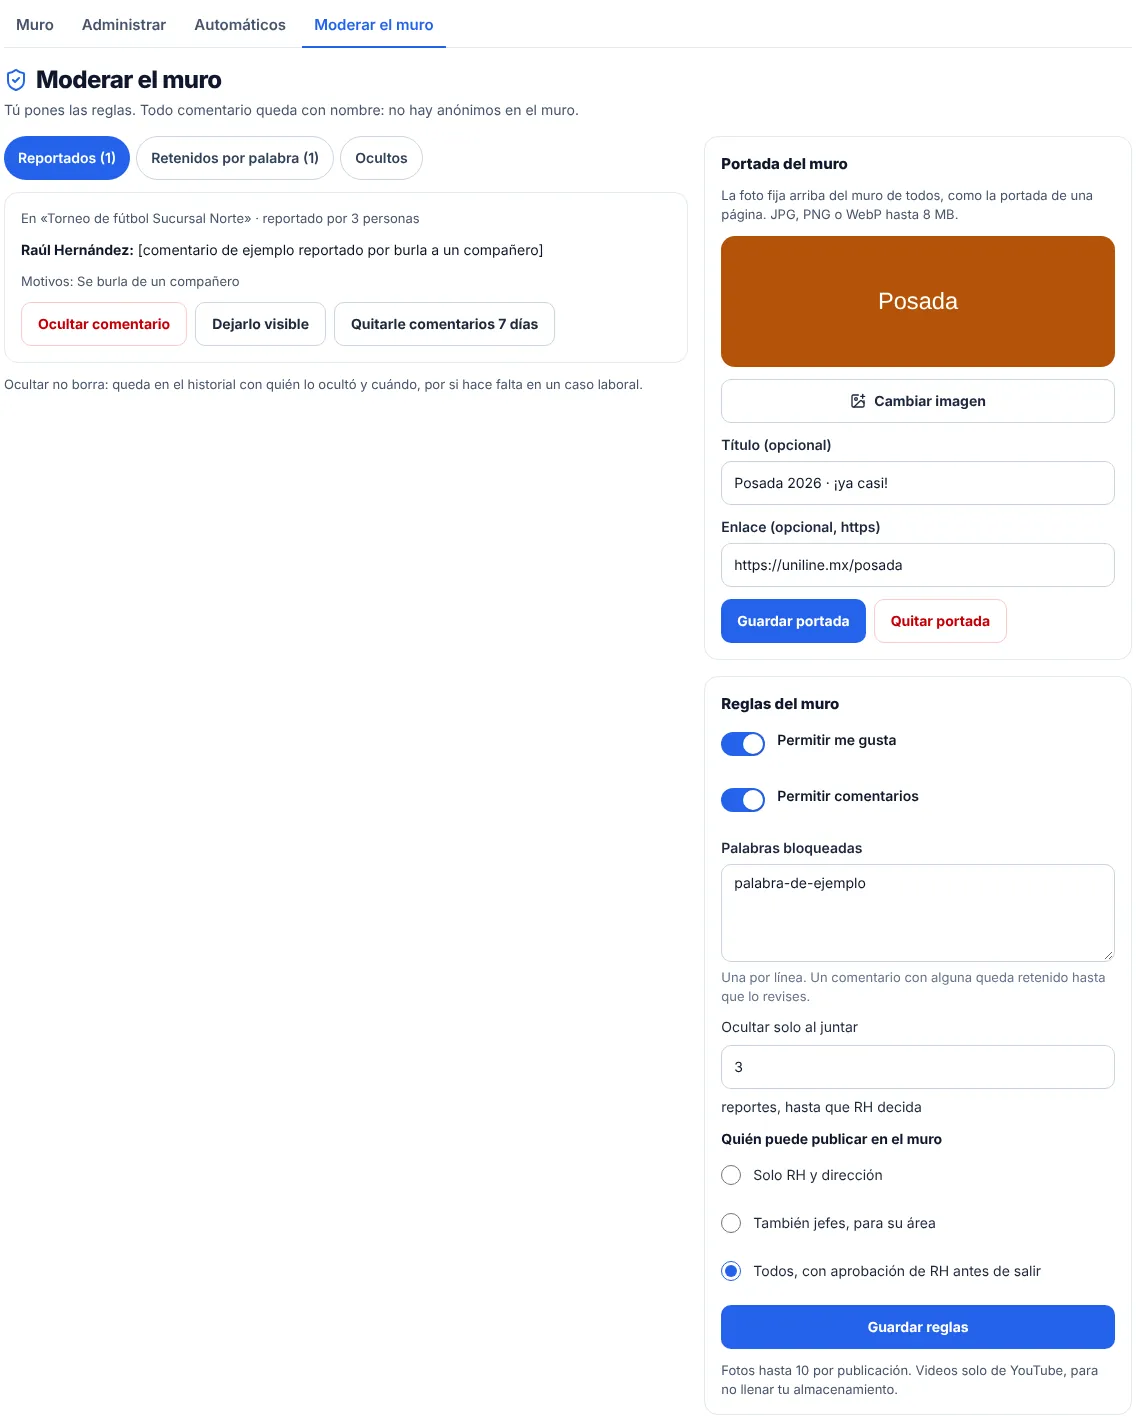 Muro
Administrar
Automáticos
Moderar el muro
Moderar el muro
Tú pones las reglas. Todo comentario queda con nombre: no hay anónimos en el muro.
Reportados (1)
Retenidos por palabra (1)
Ocultos
En «Torneo de fútbol Sucursal Norte» · reportado por 3 personas
Raúl Hernández: [comentario de ejemplo reportado por burla a un compañero]
Motivos: Se burla de un compañero
Ocultar comentario
Dejarlo visible
Quitarle comentarios 7 días
Ocultar no borra: queda en el historial con quién lo ocultó y cuándo, por si hace falta en un caso laboral.
Portada del muro
La foto fija arriba del muro de todos, como la portada de una
página. JPG, PNG o WebP hasta 8 MB.
Posada
Cambiar imagen
Título (opcional)
Posada 2026 · ¡ya casi!
Enlace (opcional, https)
https://uniline.mx/posada
Guardar portada
Quitar portada
Reglas del muro
Permitir me gusta
Permitir comentarios
Palabras bloqueadas
palabra-de-ejemplo
Una por línea. Un comentario con alguna queda retenido hasta
que lo revises.
Ocultar solo al juntar
3
reportes, hasta que RH decida
Quién puede publicar en el muro
Solo RH y dirección
También jefes, para su área
Todos, con aprobación de RH antes de salir
Guardar reglas
Fotos hasta 10 por publicación. Videos solo de YouTube, para
no llenar tu almacenamiento.